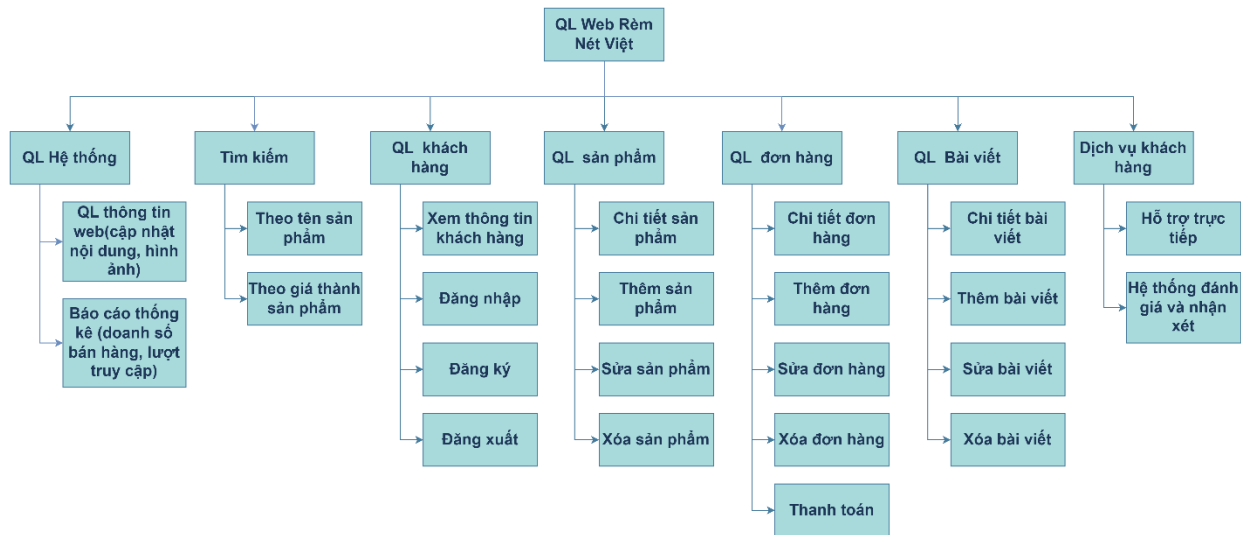 QL Web Rèm
Nét Việt
QL Hệ thống
Tìm kiếm
QL khách
hàng
QL sản phẩm
QL đơn hàng
QL Bài viết
Dịch vụ khách
hàng
QL thông tin
web(cập nhật
nội dung, hình
ảnh)
Báo cáo thống
kê (doanh số
bán hàng, lượt
truy cập)
Theo tên sản
phẩm
Theo giá thành
sản phẩm
Xem thông tin
khách hàng
Đăng nhập
Đăng ký
Đăng xuất
Chi tiết sản
phẩm
Thêm sản
phẩm
Sửa sản phẩm
Xóa sản phẩm
Chi tiết đơn
hàng
Thêm đơn
hàng
Sửa đơn hàng
Xóa đơn hàng
Thanh toán
Chi tiết bài
viết
Thêm bài viết
Sửa bài viết
Xóa bài viết
Hỗ trợ trực
tiếp
Hệ thống đánh
giá và nhận
xét